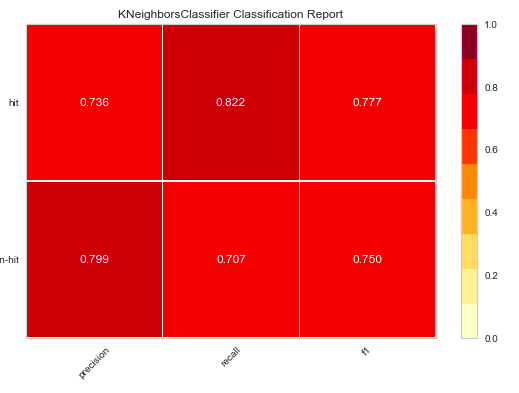 KNeighborsClassifier Classification Report
hit
0.736 0.822 0.777
n-hit
0.799 0.707 0.750
precision
recall
f1
1.0
0.8
0.6
0.4
0.2
0.0